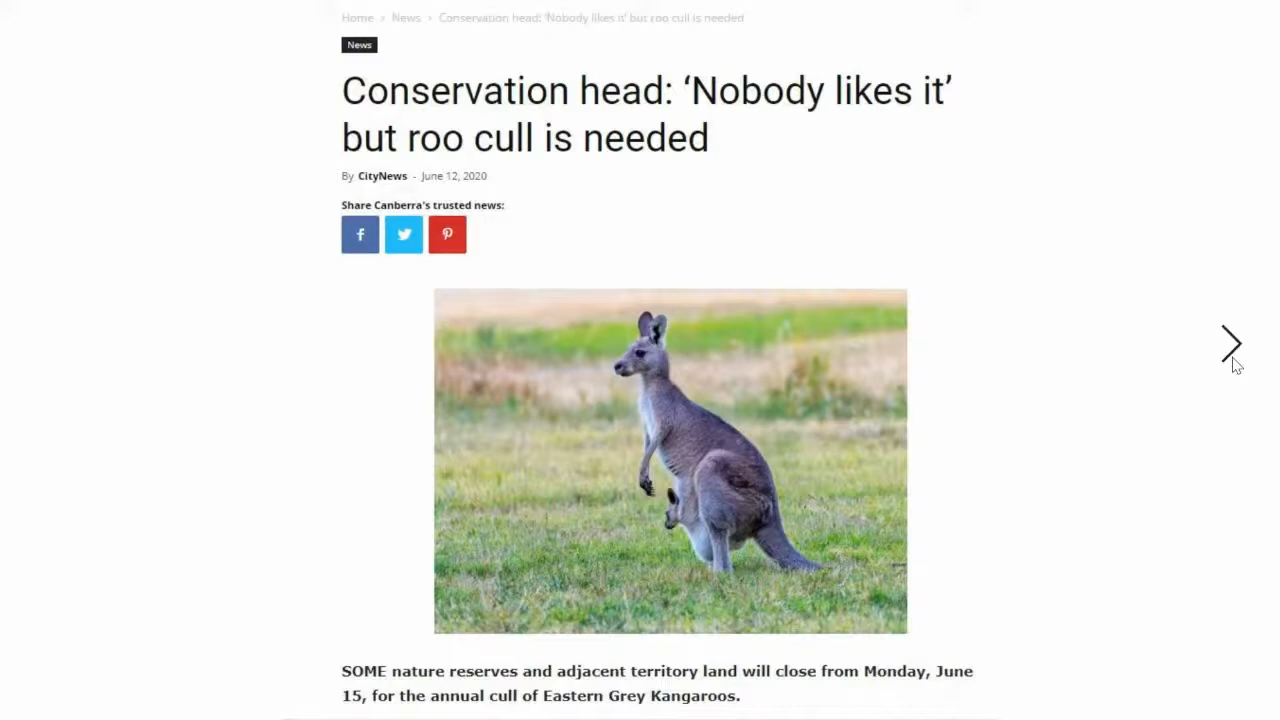 Home › News › Conservation head: ‘Nobody likes it’ but roo cull is needed
News
Conservation head: ‘Nobody likes it’
but roo cull is needed
By CityNews - June 12, 2020
Share Canberra's trusted news:
SOME nature reserves and adjacent territory land will close from Monday, June
15, for the annual cull of Eastern Grey Kangaroos.